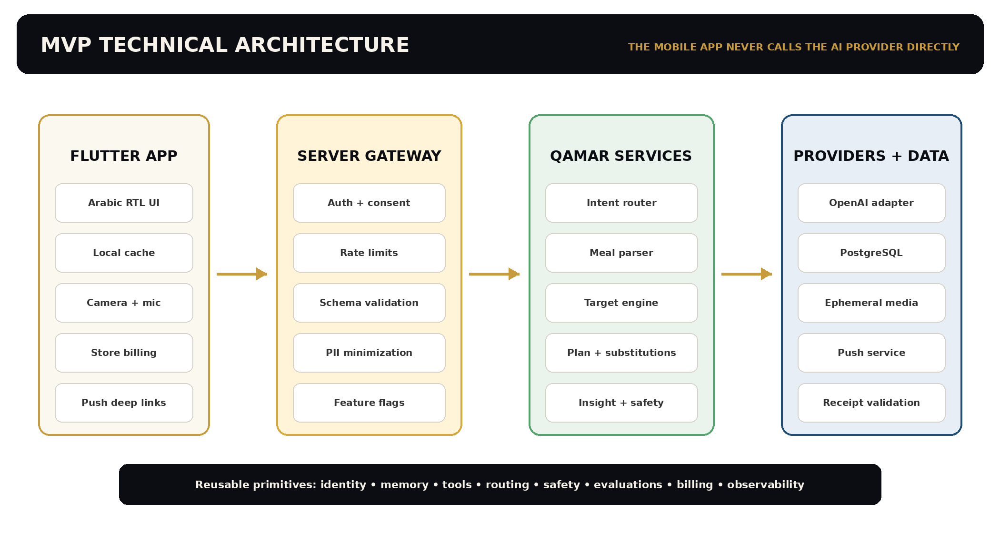 MVP TECHNICAL ARCHITECTURE
THE MOBILE APP NEVER CALLS THE AI PROVIDER DIRECTLY
FLUTTER APP
Arabic RTL UI
Local cache
Camera + mic
Store billing
Push deep links
SERVER GATEWAY
Auth + consent
Rate limits
Schema validation
PII minimization
Feature flags
QAMAR SERVICES
Intent router
Meal parser
Target engine
Plan + substitutions
Insight + safety
PROVIDERS + DATA
OpenAI adapter
PostgreSQL
Ephemeral media
Push service
Receipt validation
Reusable primitives: identity • memory • tools • routing • safety • evaluations • billing • observability